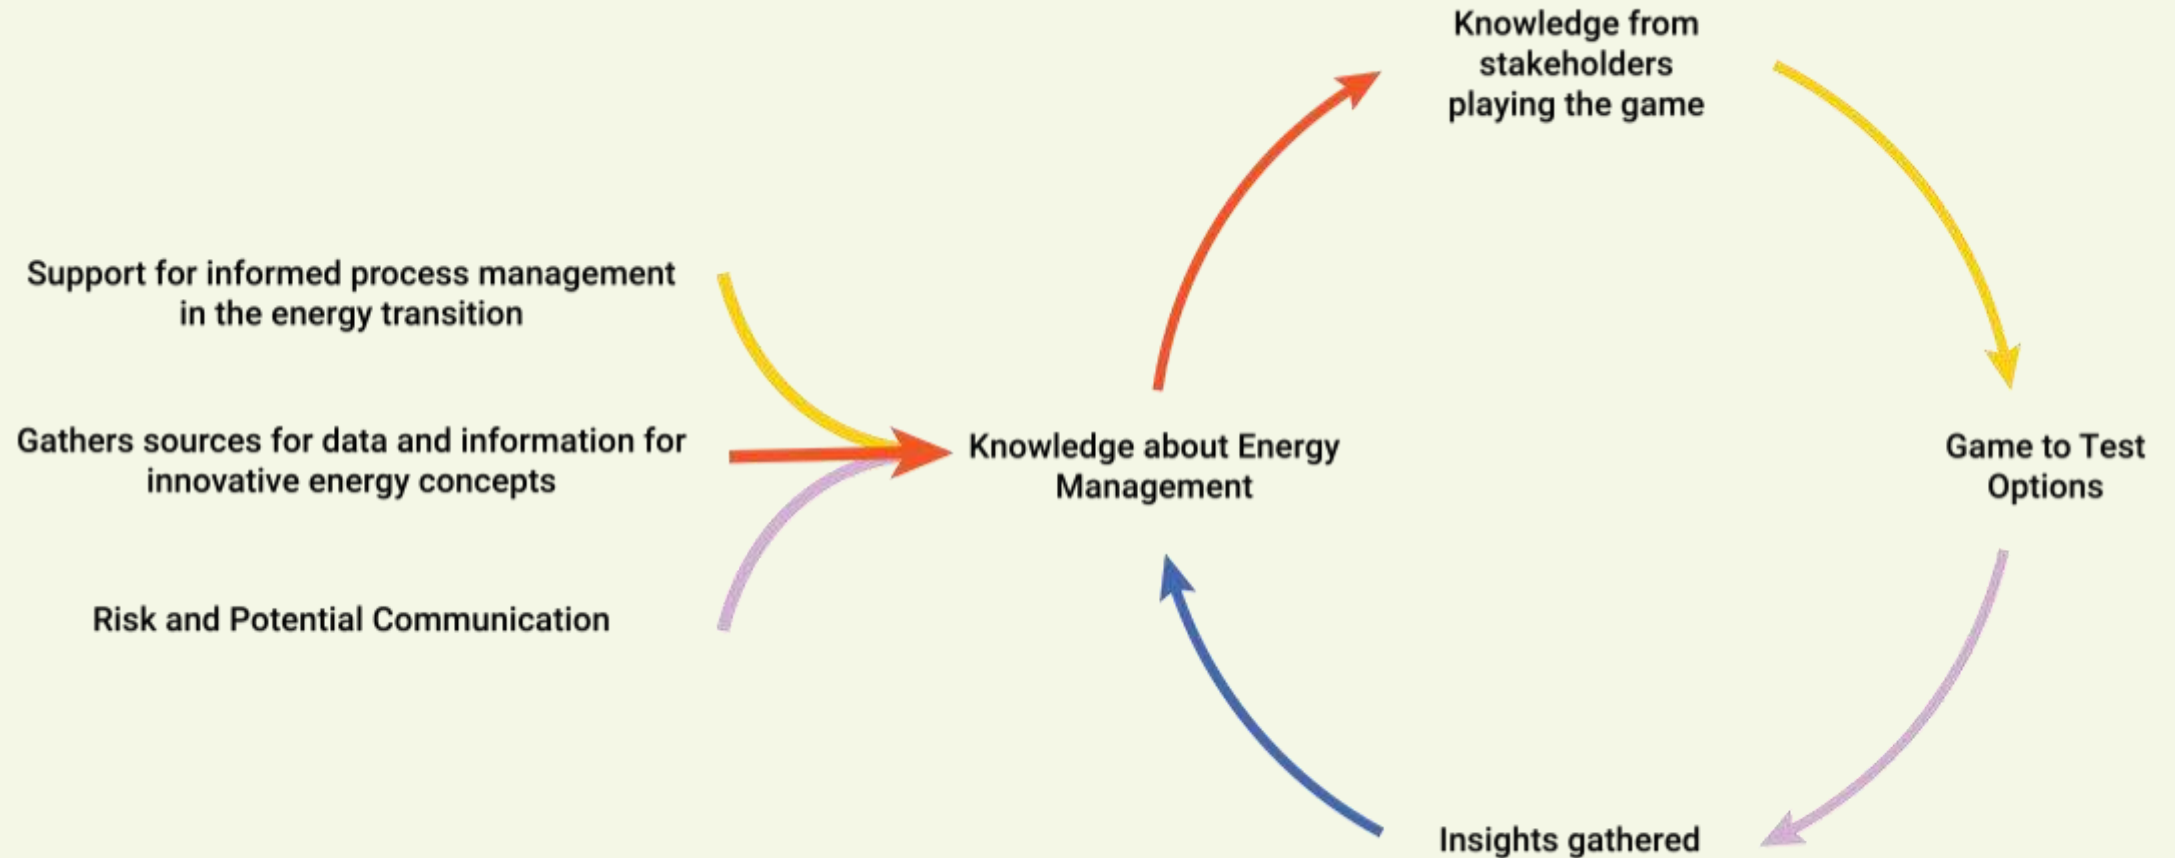 Knowledge from
stakeholders
playing the game
Support for informed process management
in the energy transition
Gathers sources for data and information for
innovative energy concepts
Risk and Potential Communication
Knowledge about Energy
Management
Game to Test
Options
Insights gathered